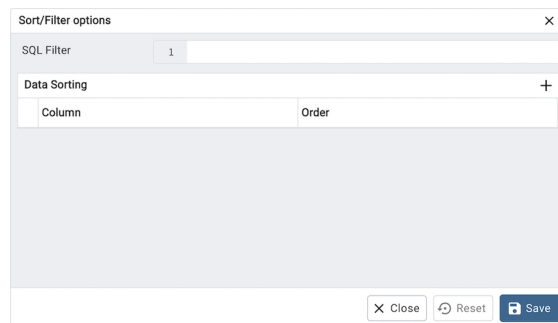 Sort/Filter options
SQL Filter
1
Data Sorting
Column Order
Close Reset Save